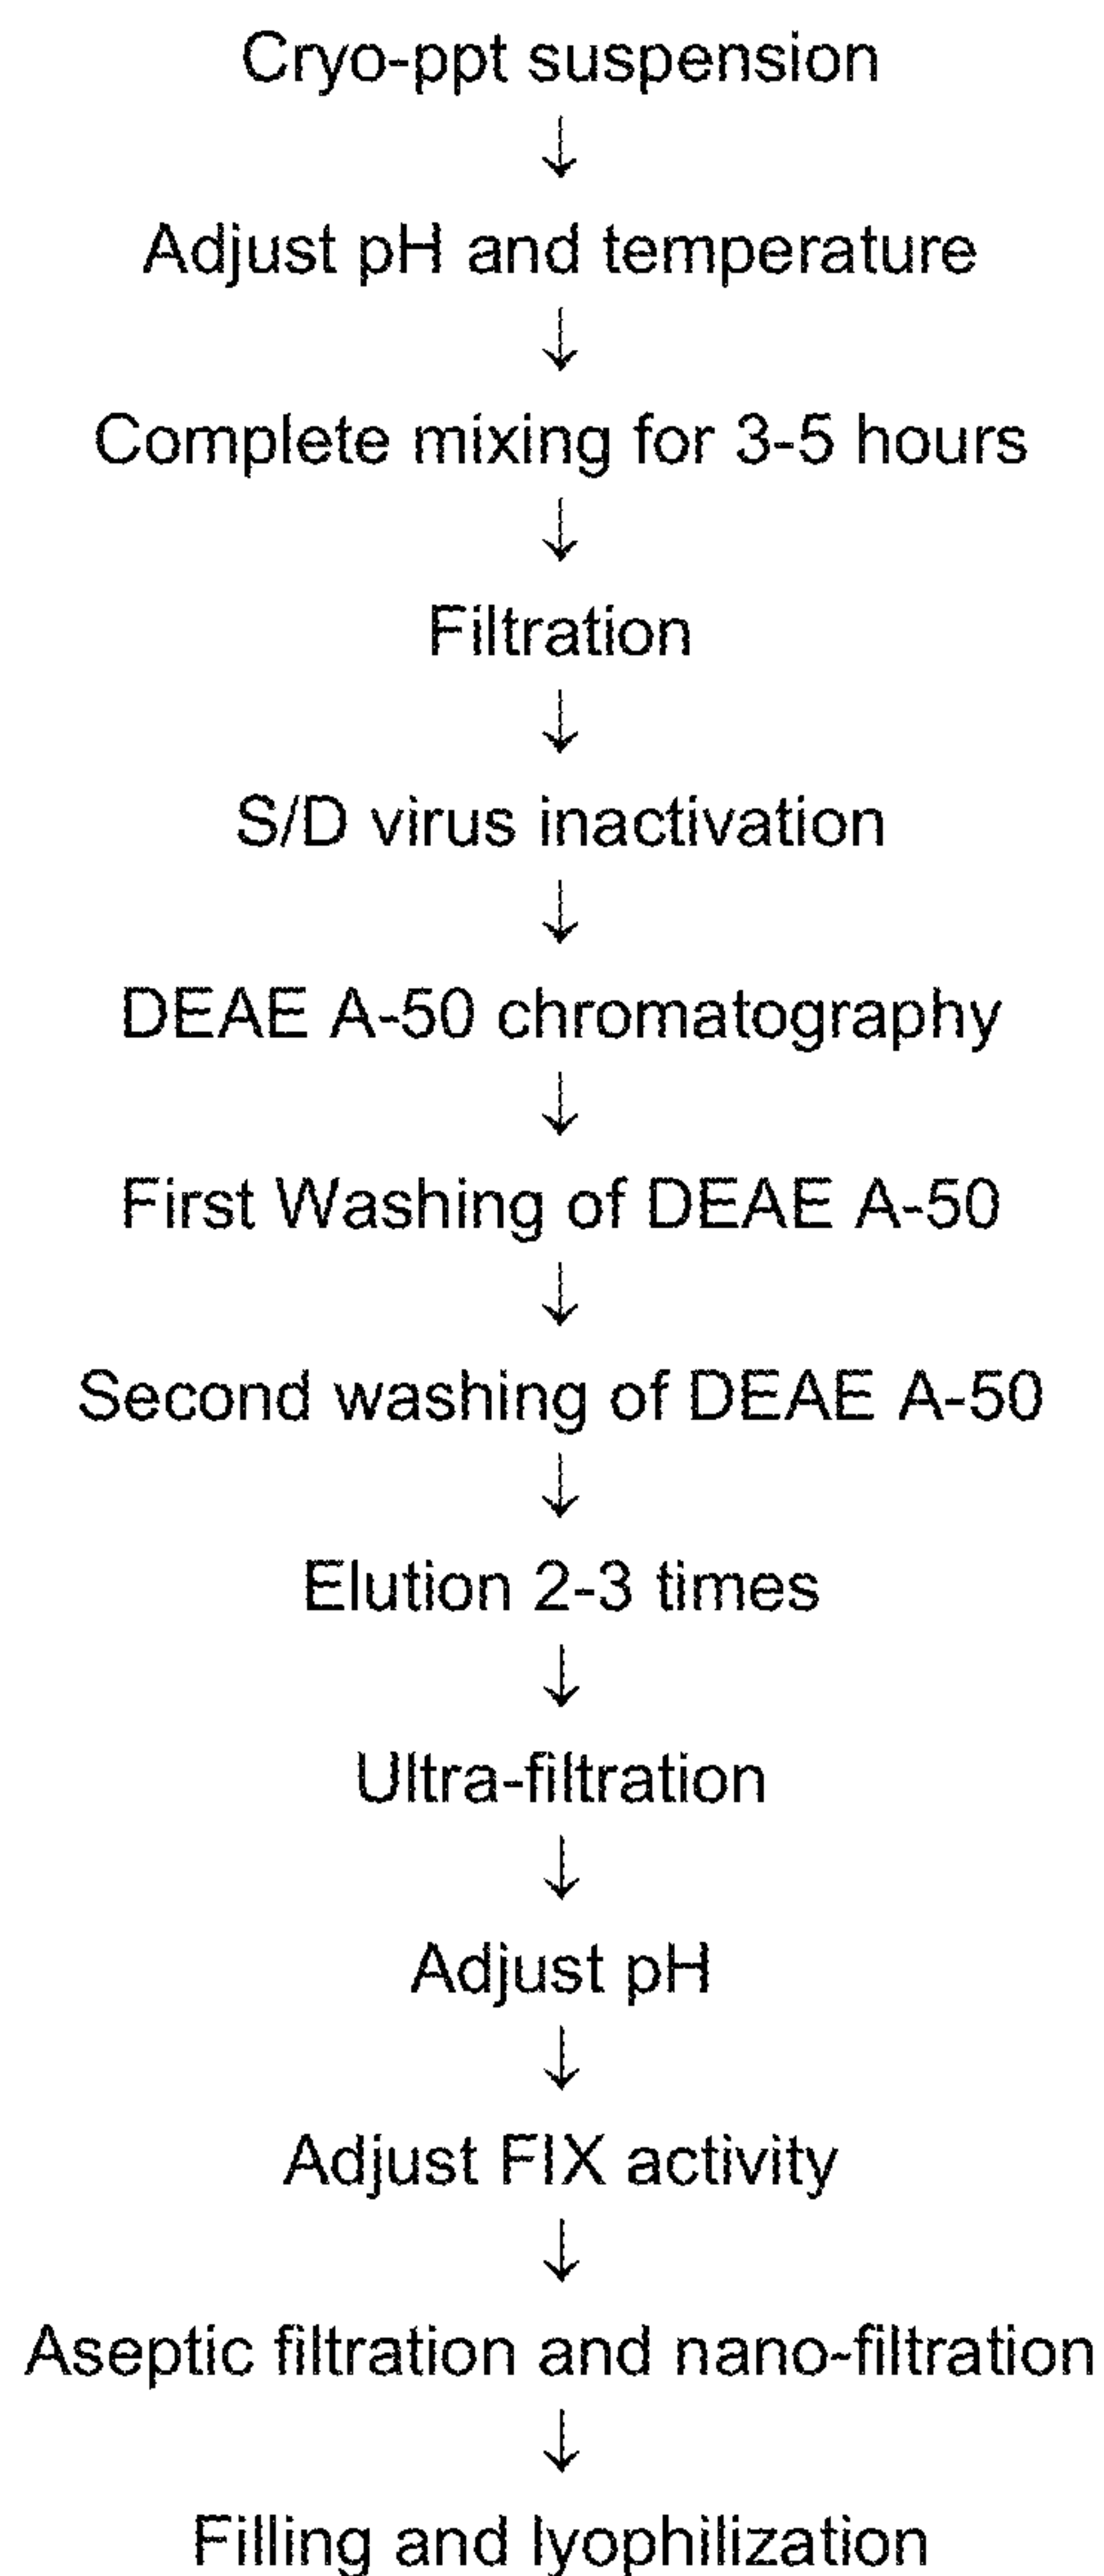 Cryo-ppt suspension
↓
Adjust pH and temperature
↓
Complete mixing for 3-5 hours
↓
Filtration
↓
S/D virus inactivation
↓
DEAE A-50 chromatography
↓
First Washing of DEAE A-50
↓
Second washing of DEAE A-50
↓
Elution 2-3 times
↓
Ultra-filtration
↓
Adjust pH
↓
Adjust FIX activity
↓
Aseptic filtration and nano-filtration
↓
Filling and lyophilization